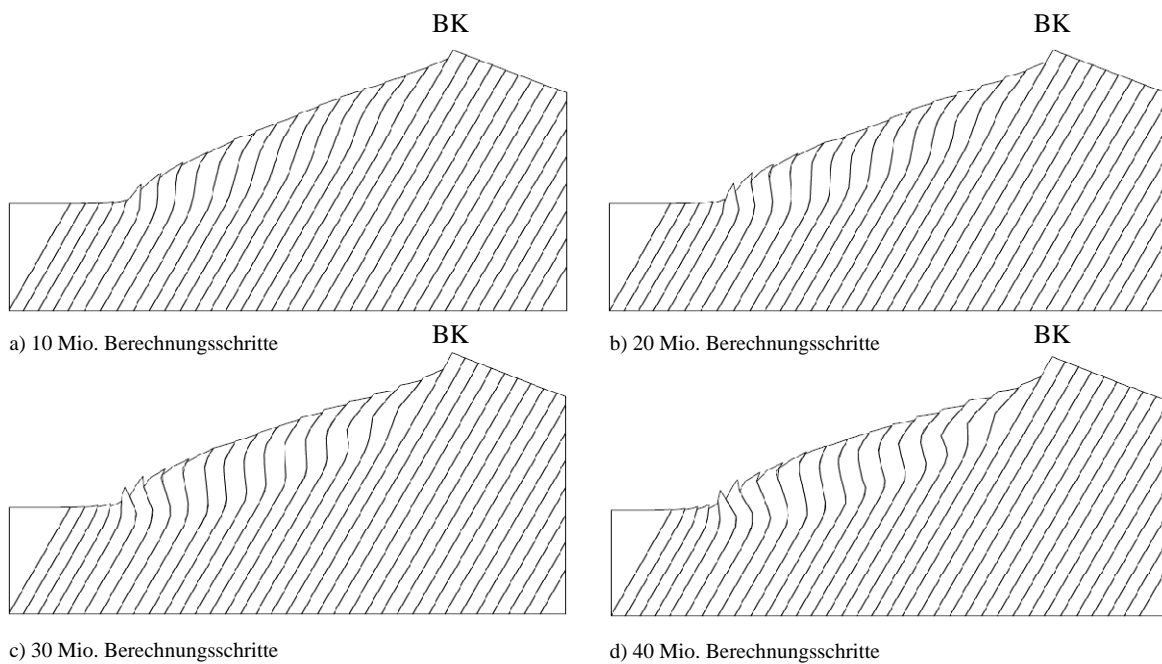 BK
BK
a) 10 Mio. Berechnungsschritte
b) 20 Mio. Berechnungsschritte
BK
BK
c) 30 Mio. Berechnungsschritte
d) 40 Mio. Berechnungsschritte